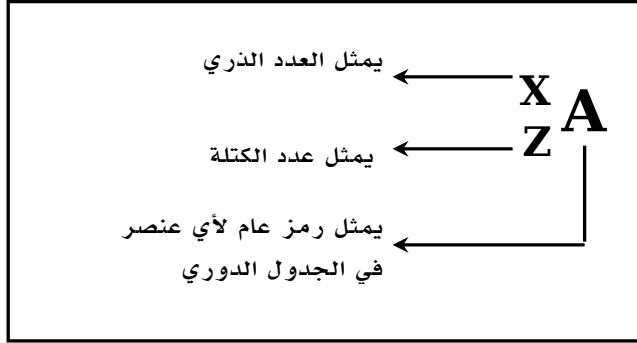 يمثل العدد الذري
X
A
Z
يمثل عدد الكتلة
يمثل رمز عام لأي عنصر
في الجدول الدوري